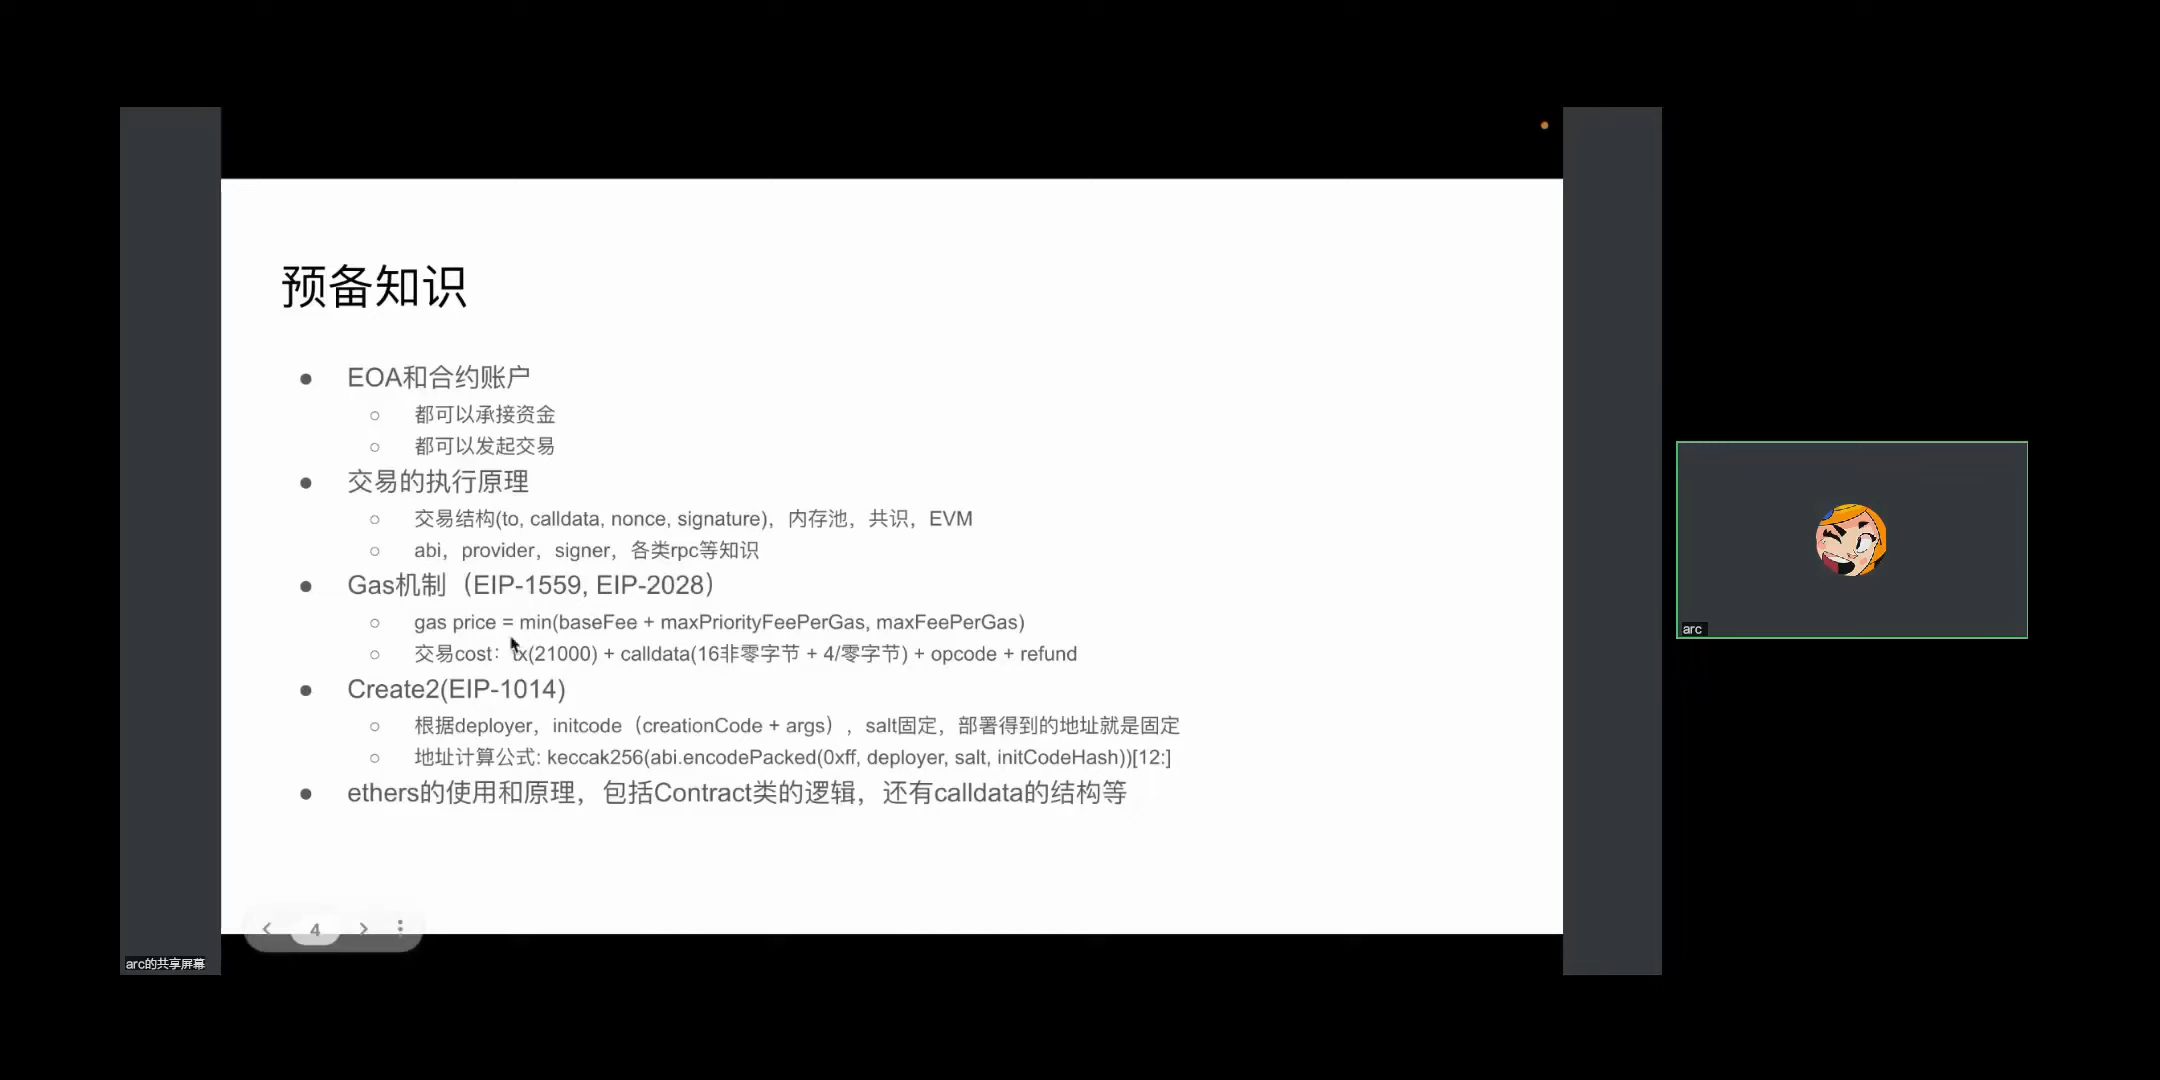 预备知识
● EOA和合约账户
○ 都可以承接资金
○ 都可以发起交易
● 交易的执行原理
○ 交易结构(to, calldata, nonce, signature)，内存池，共识，EVM
○ abi，provider，signer，各类rpc等知识
● Gas机制（EIP-1559, EIP-2028）
○ gas price = min(baseFee + maxPriorityFeePerGas, maxFeePerGas)
○ 交易cost：tx(21000) + calldata(16非零字节 + 4/零字节) + opcode + refund
● Create2(EIP-1014)
○ 根据deployer，initcode（creationCode + args），salt固定，部署得到的地址就是固定
○ 地址计算公式: keccak256(abi.encodePacked(0xff, deployer, salt, initCodeHash))[12:]
● ethers的使用和原理，包括Contract类的逻辑，还有calldata的结构等
4
arc的共享屏幕
arc